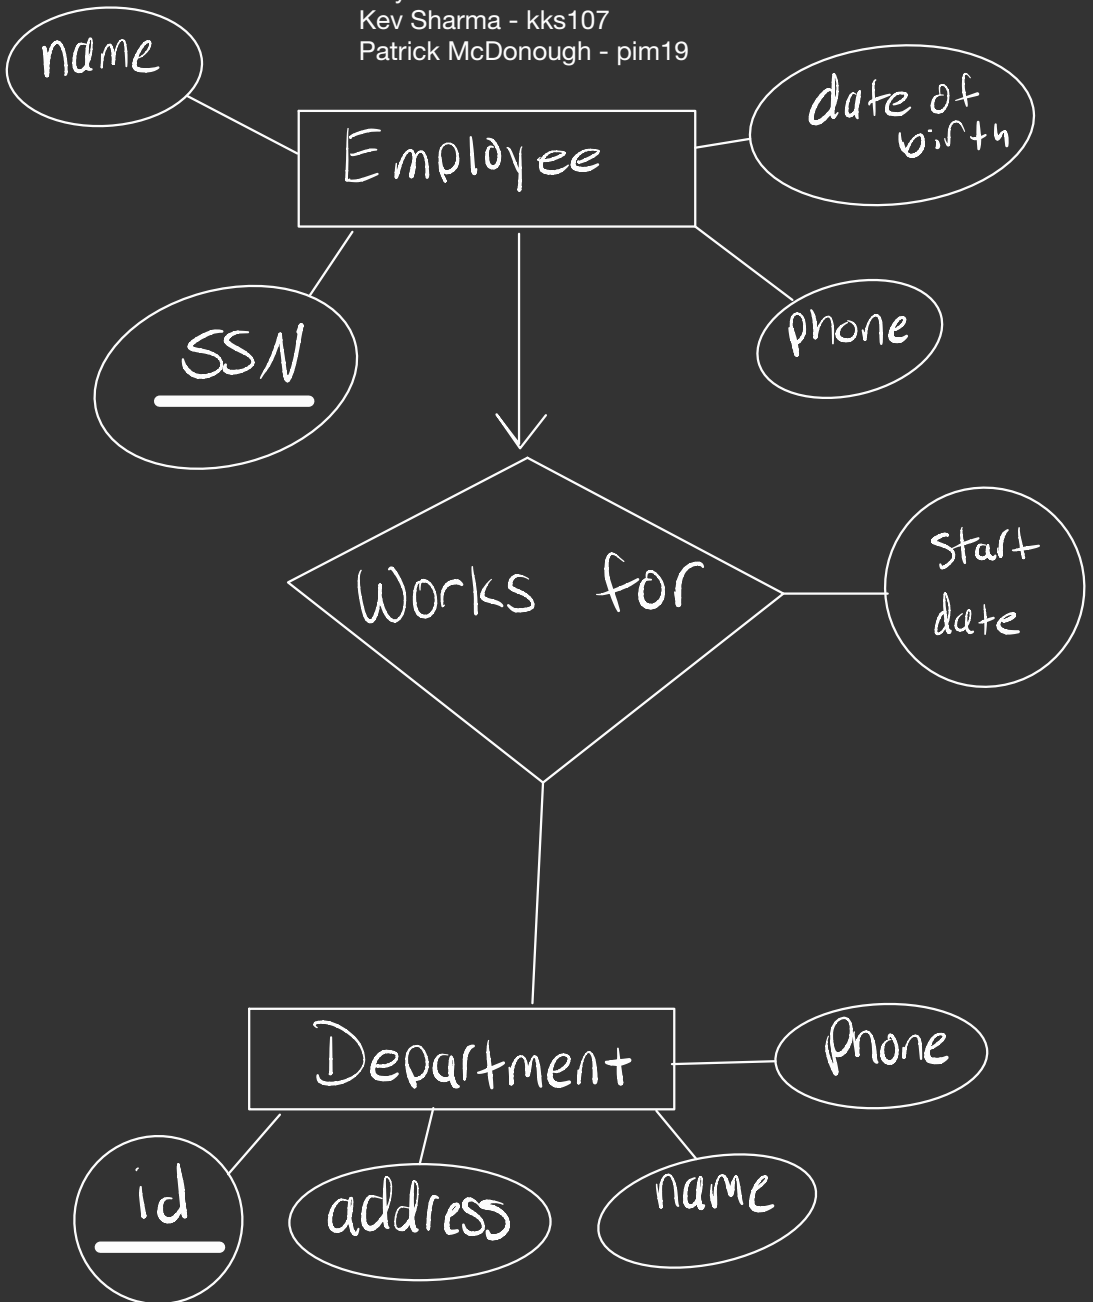 Kev Sharma - kks107
Patrick McDonough - pim19
name
Employee
date of
birth
SSN
phone
Works for
start
date
Department
phone
id
address
name